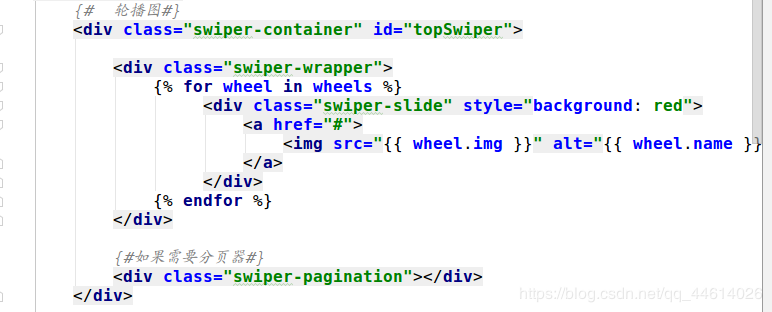 {#  轮播图#}
<div class="swiper-container" id="topSwiper">
<div class="swiper-wrapper">
{% for wheel in wheels %}
<div class="swiper-slide" style="background: red">
<a href="#">
<img src="{{ wheel.img }}" alt="{{ wheel.name }}
</a>
</div>
{% endfor %}
</div>
{#如果需要分页器#}
<div class="swiper-pagination"></div>
</div>
https://blog.csdn.net/qq_44614026